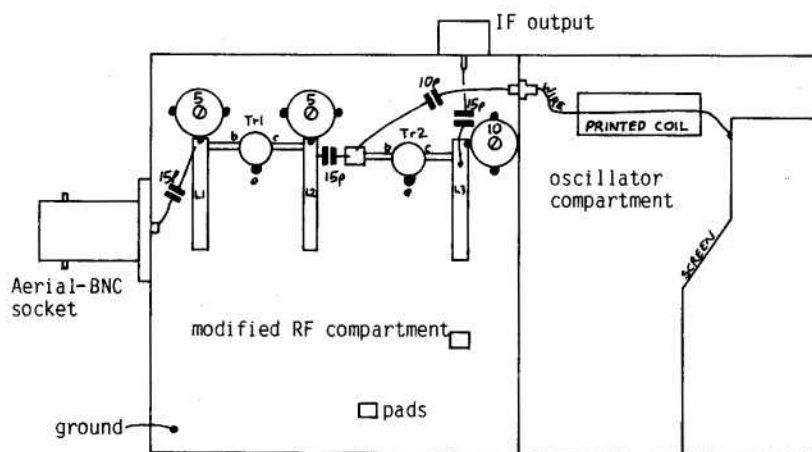 IF output
10p
WIRE
5
5
15p
10
Tr1
Tr2
PRINTED COIL
b
c
b
c
15p
e
e
15p
L1
L2
L3
oscillator
compartment
SCREEN
Aerial-BNC
socket
modified RF compartment
pads
ground